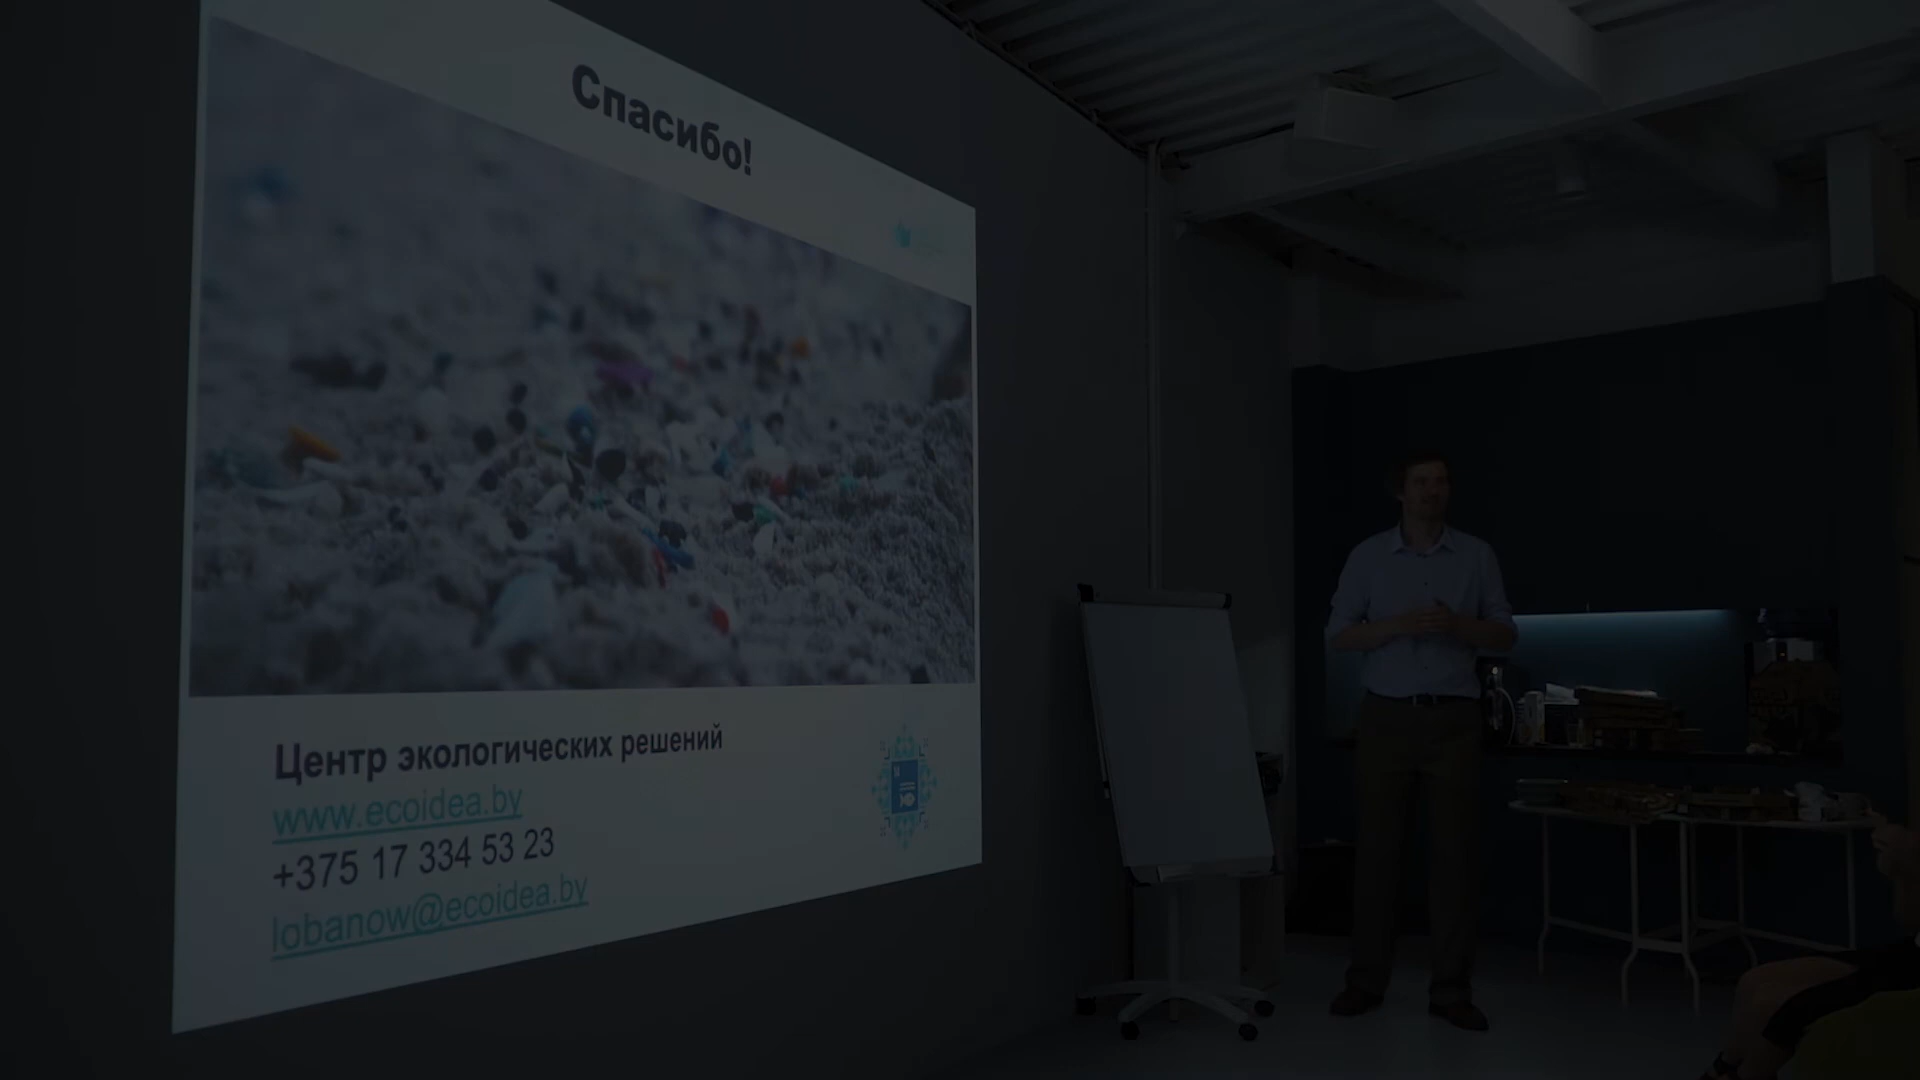 Спасибо!
Центр экологических решений
www.ecoidea.by
+375 17 334 53 23
lobanow@ecoidea.by